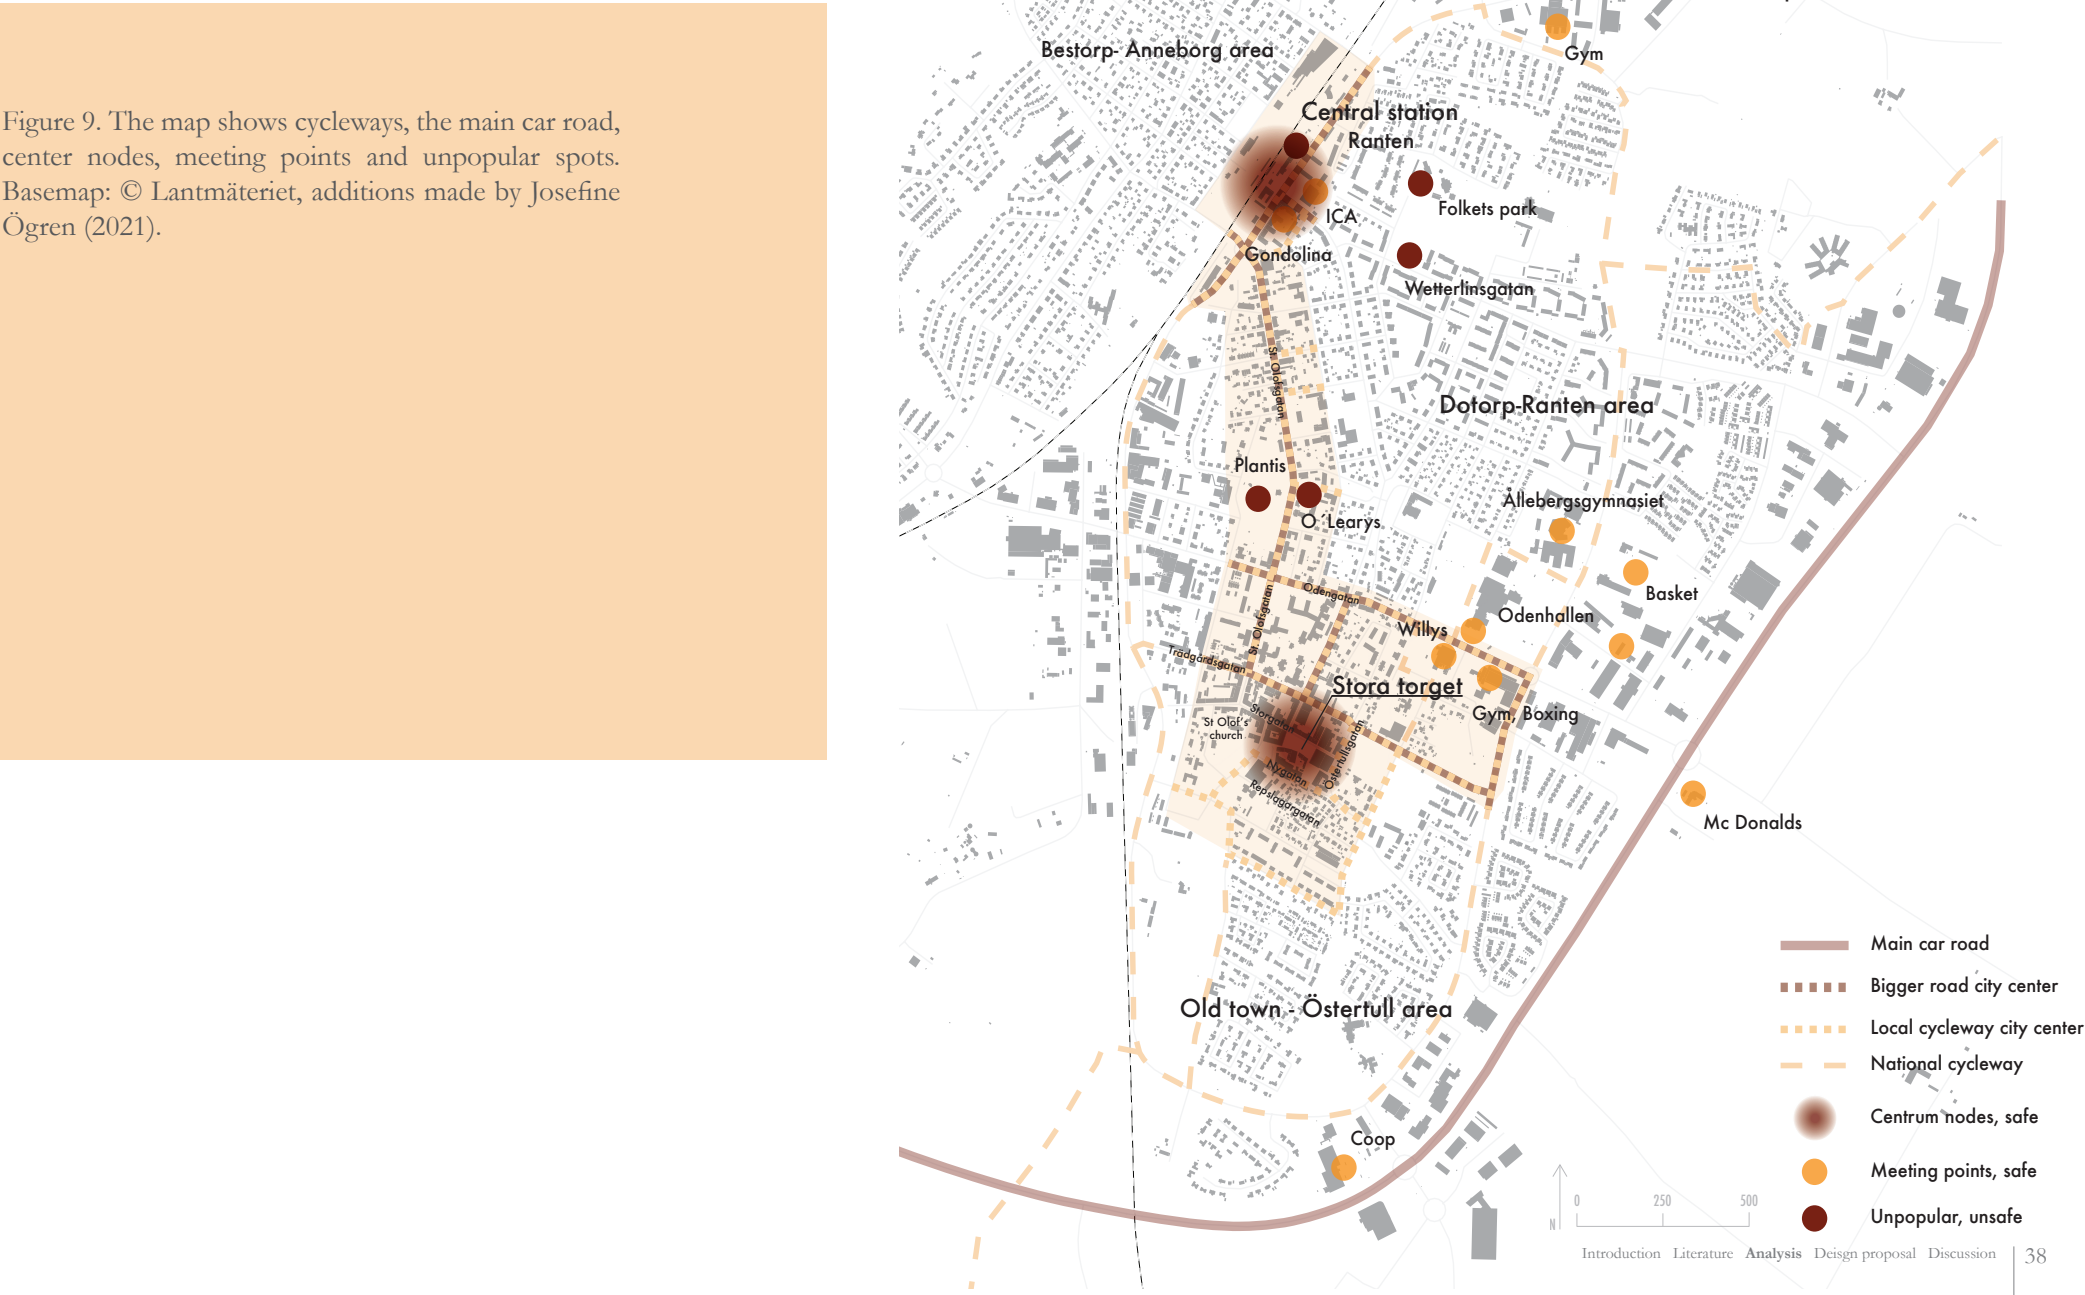 Figure 9. The map shows cycleways, the main car road,
center nodes, meeting points and unpopular spots.
Basemap: © Lantmäteriet, additions made by Josefine
Ögren (2021).
Bestorp- Anneborg area
Gym
Central station
Ranten
Folkets park
ICA
Gondolina
Wetterlinsgatan
St. Olofsgatan
Dotorp-Ranten area
Plantis
O´Learys
Ållebergsgymnasiet
Basket
Odengatan
Odenhallen
Willys
St. Olofsgatan
Trädgårdsgatan
Stora torget
Gym, Boxing
Storgatan
St Olof's
church
Östertullsgatan
Nygatan
Repslagargatan
Mc Donalds
Old town - Östertull area
Coop
Main car road
Bigger road city center
Local cycleway city center
National cycleway
Centrum nodes, safe
Meeting points, safe
Unpopular, unsafe
N
0 250 500
Introduction Literature Analysis Deisgn proposal Discussion 38